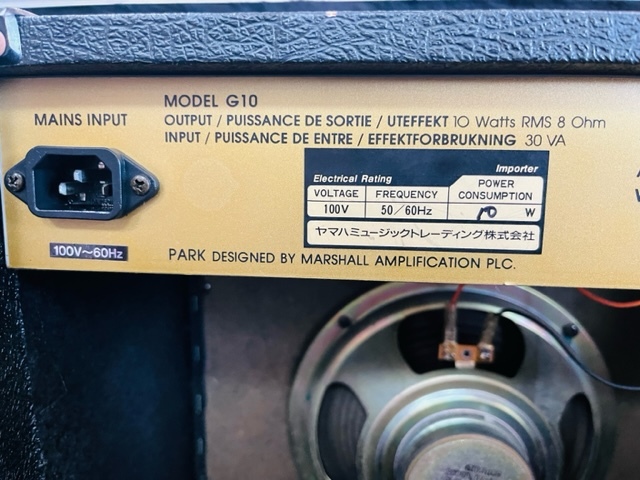 MAINS INPUT
MODEL G10
OUTPUT / PUISSANCE DE SORTIE / UTEFFEKT 10 Watts RMS 8 Ohm
INPUT / PUISSANCE DE ENTRE / EFFEKTFORBRUKNING 30 VA
Importer
Electrical Rating
VOLTAGE FREQUENCY POWER CONSUMPTION
100V 50/60Hz 10 W
ヤマハミュージックトレーディング株式会社
100V~60Hz
PARK DESIGNED BY MARSHALL AMPLIFICATION PLC.